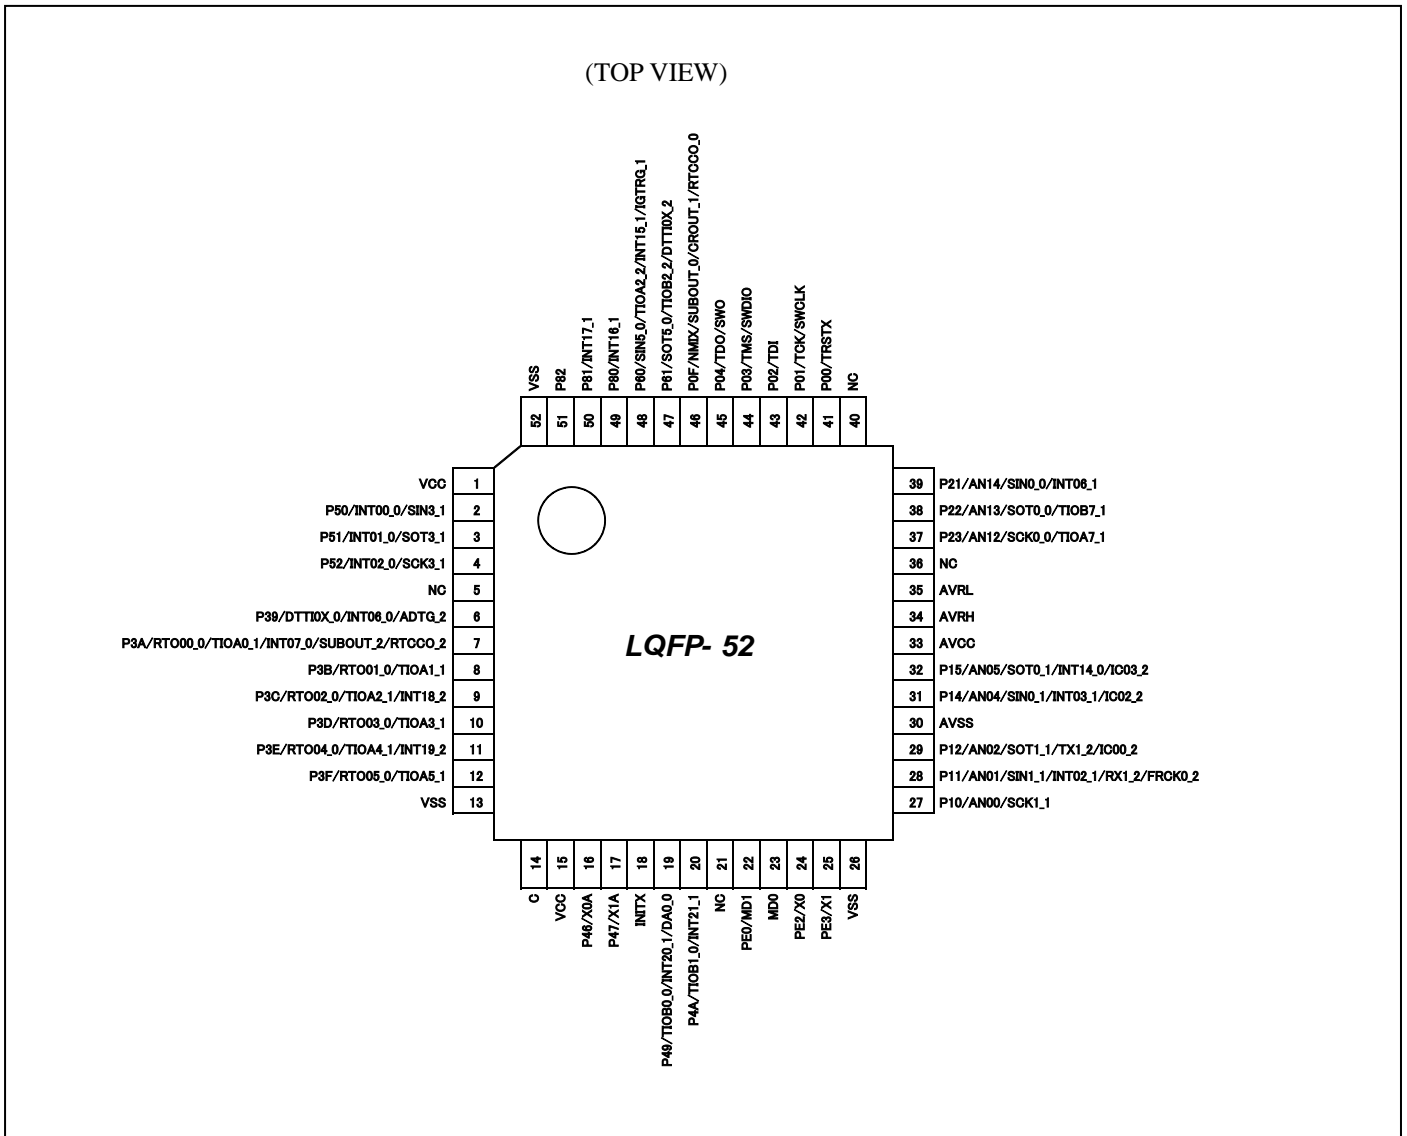 (TOP VIEW)
VSS
P82
P81/INT17_1
P80/INT16_1
P60/SIN5_0/TIOA2_2/INT15_1/IGTRG_1
P61/SOT5_0/TIOB2_2/DTTI0X_2
P0F/NMIX/SUBOUT_0/CROUT_1/RTCCO_0
P04/TDO/SWO
P03/TMS/SWDIO
P02/TDI
P01/TCK/SWCLK
P00/TRSTX
NC
52
51
50
49
48
47
46
45
44
43
42
41
40
VCC 1
P50/INT00_0/SIN3_1 2
P51/INT01_0/SOT3_1 3
P52/INT02_0/SCK3_1 4
NC 5
P39/DTTI0X_0/INT06_0/ADTG_2 6
P3A/RTO00_0/TIOA0_1/INT07_0/SUBOUT_2/RTCCO_2 7
P3B/RTO01_0/TIOA1_1 8
P3C/RTO02_0/TIOA2_1/INT18_2 9
P3D/RTO03_0/TIOA3_1 10
P3E/RTO04_0/TIOA4_1/INT19_2 11
P3F/RTO05_0/TIOA5_1 12
VSS 13
LQFP- 52
39 P21/AN14/SIN0_0/INT06_1
38 P22/AN13/SOT0_0/TIOB7_1
37 P23/AN12/SCK0_0/TIOA7_1
36 NC
35 AVRL
34 AVRH
33 AVCC
32 P15/AN05/SOT0_1/INT14_0/IC03_2
31 P14/AN04/SIN0_1/INT03_1/IC02_2
30 AVSS
29 P12/AN02/SOT1_1/TX1_2/IC00_2
28 P11/AN01/SIN1_1/INT02_1/RX1_2/FRCK0_2
27 P10/AN00/SCK1_1
14
15
16
17
18
19
20
21
22
23
24
25
26
C
VCC
P46/X0A
P47/X1A
INITX
P49/TIOB0_0/INT20_1/DA0_0
P4A/TIOB1_0/INT21_1
NC
PE0/MD1
MD0
PE2/X0
PE3/X1
VSS